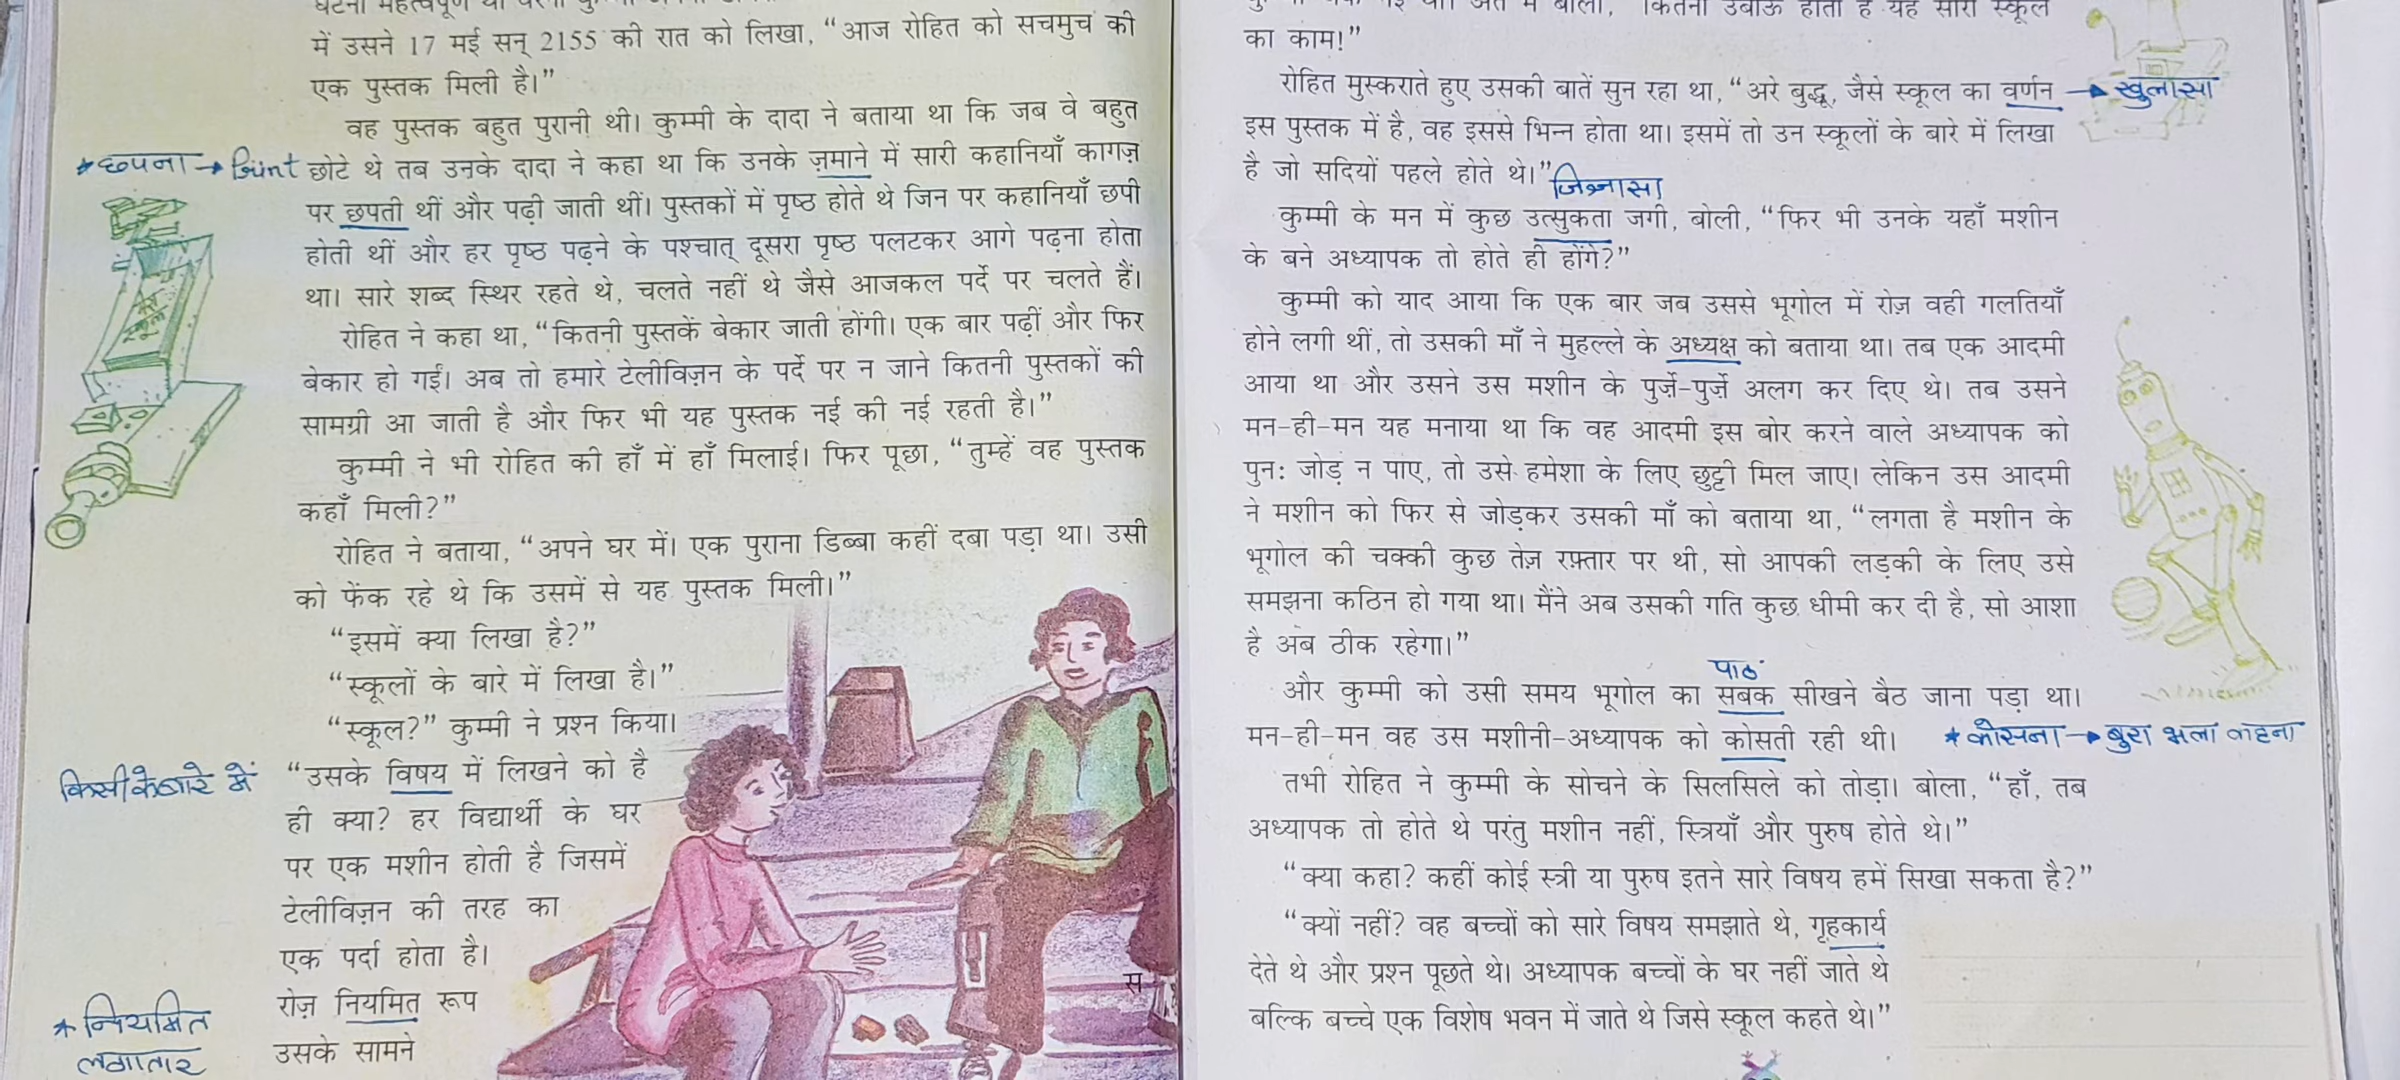 में उसने 17 मई सन् 2155 की रात को लिखा, “आज रोहित को सचमुच की
एक पुस्तक मिली है।”
वह पुस्तक बहुत पुरानी थी। कुम्मी के दादा ने बताया था कि जब वे बहुत
* छपना → Print
छोटे थे तब उनके दादा ने कहा था कि उनके ज़माने में सारी कहानियाँ कागज़
पर छपती थीं और पढ़ी जाती थीं। पुस्तकों में पृष्ठ होते थे जिन पर कहानियाँ छपी
होती थीं और हर पृष्ठ पढ़ने के पश्चात् दूसरा पृष्ठ पलटकर आगे पढ़ना होता
था। सारे शब्द स्थिर रहते थे, चलते नहीं थे जैसे आजकल पर्दे पर चलते हैं।
रोहित ने कहा था, “कितनी पुस्तकें बेकार जाती होंगी। एक बार पढ़ीं और फिर
बेकार हो गईं। अब तो हमारे टेलीविज़न के पर्दे पर न जाने कितनी पुस्तकों की
सामग्री आ जाती है और फिर भी यह पुस्तक नई की नई रहती है।”
कुम्मी ने भी रोहित की हाँ में हाँ मिलाई। फिर पूछा, “तुम्हें वह पुस्तक
कहाँ मिली?”
रोहित ने बताया, “अपने घर में। एक पुराना डिब्बा कहीं दबा पड़ा था। उसी
को फेंक रहे थे कि उसमें से यह पुस्तक मिली।”
“इसमें क्या लिखा है?”
“स्कूलों के बारे में लिखा है।”
“स्कूल?” कुम्मी ने प्रश्न किया।
किसी के बारे में
“उसके विषय में लिखने को है
ही क्या? हर विद्यार्थी के घर
पर एक मशीन होती है जिसमें
टेलीविज़न की तरह का
एक पर्दा होता है।
रोज़ नियमित रूप
स
* नियमित
लगातार
उसके सामने
का काम!”
रोहित मुस्कराते हुए उसकी बातें सुन रहा था, “अरे बुद्धू, जैसे स्कूल का वर्णन
→ खुलासा
इस पुस्तक में है, वह इससे भिन्न होता था। इसमें तो उन स्कूलों के बारे में लिखा
है जो सदियों पहले होते थे।”
जिज्ञासा
कुम्मी के मन में कुछ उत्सुकता जगी, बोली, “फिर भी उनके यहाँ मशीन
के बने अध्यापक तो होते ही होंगे?”
कुम्मी को याद आया कि एक बार जब उससे भूगोल में रोज़ वही गलतियाँ
होने लगी थीं, तो उसकी माँ ने मुहल्ले के अध्यक्ष को बताया था। तब एक आदमी
आया था और उसने उस मशीन के पुर्ज़े-पुर्ज़े अलग कर दिए थे। तब उसने
मन-ही-मन यह मनाया था कि वह आदमी इस बोर करने वाले अध्यापक को
पुन: जोड़ न पाए, तो उसे हमेशा के लिए छुट्टी मिल जाए। लेकिन उस आदमी
ने मशीन को फिर से जोड़कर उसकी माँ को बताया था, “लगता है मशीन के
भूगोल की चक्की कुछ तेज़ रफ़्तार पर थी, सो आपकी लड़की के लिए उसे
समझना कठिन हो गया था। मैंने अब उसकी गति कुछ धीमी कर दी है, सो आशा
है अब ठीक रहेगा।”
पाठ
और कुम्मी को उसी समय भूगोल का सबक सीखने बैठ जाना पड़ा था।
मन-ही-मन वह उस मशीनी-अध्यापक को कोसती रही थी।
* कोसना → बुरा भला कहना
तभी रोहित ने कुम्मी के सोचने के सिलसिले को तोड़ा। बोला, “हाँ, तब
अध्यापक तो होते थे परंतु मशीन नहीं, स्त्रियाँ और पुरुष होते थे।”
“क्या कहा? कहीं कोई स्त्री या पुरुष इतने सारे विषय हमें सिखा सकता है?”
“क्यों नहीं? वह बच्चों को सारे विषय समझाते थे, गृहकार्य
देते थे और प्रश्न पूछते थे। अध्यापक बच्चों के घर नहीं जाते थे
बल्कि बच्चे एक विशेष भवन में जाते थे जिसे स्कूल कहते थे।”